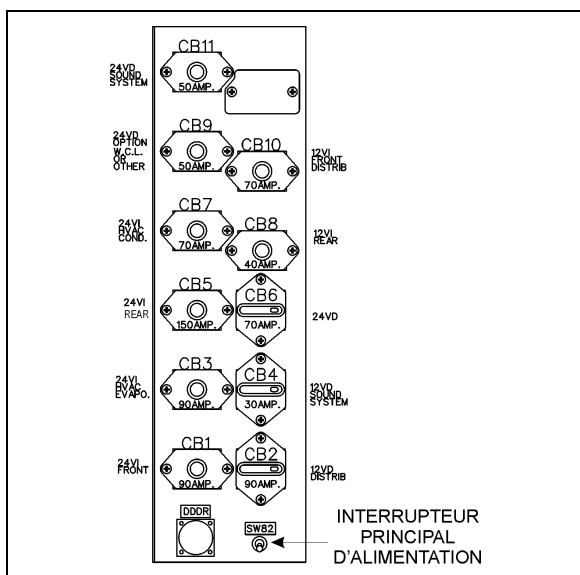 CB11
24VD
SOUND
SYSTEM
50AMP.
CB9
24VD
OPTION
W.C.L.
OR
OTHER
50AMP.
CB10
12VI
FRONT
DISTRIB
70AMP.
CB7
24VI
HVAC
COND.
70AMP.
CB8
12VI
REAR
40AMP.
CB5
24VI
REAR
150AMP.
CB6
24VD
70AMP.
CB3
24VI
HVAC
EVAPO.
90AMP.
CB4
12VD
SOUND
SYSTEM
30AMP.
CB1
24VI
FRONT
90AMP.
CB2
12VD
DISTRIB
90AMP.
DDDR
SW82
INTERRUPTEUR
PRINCIPAL
D'ALIMENTATION